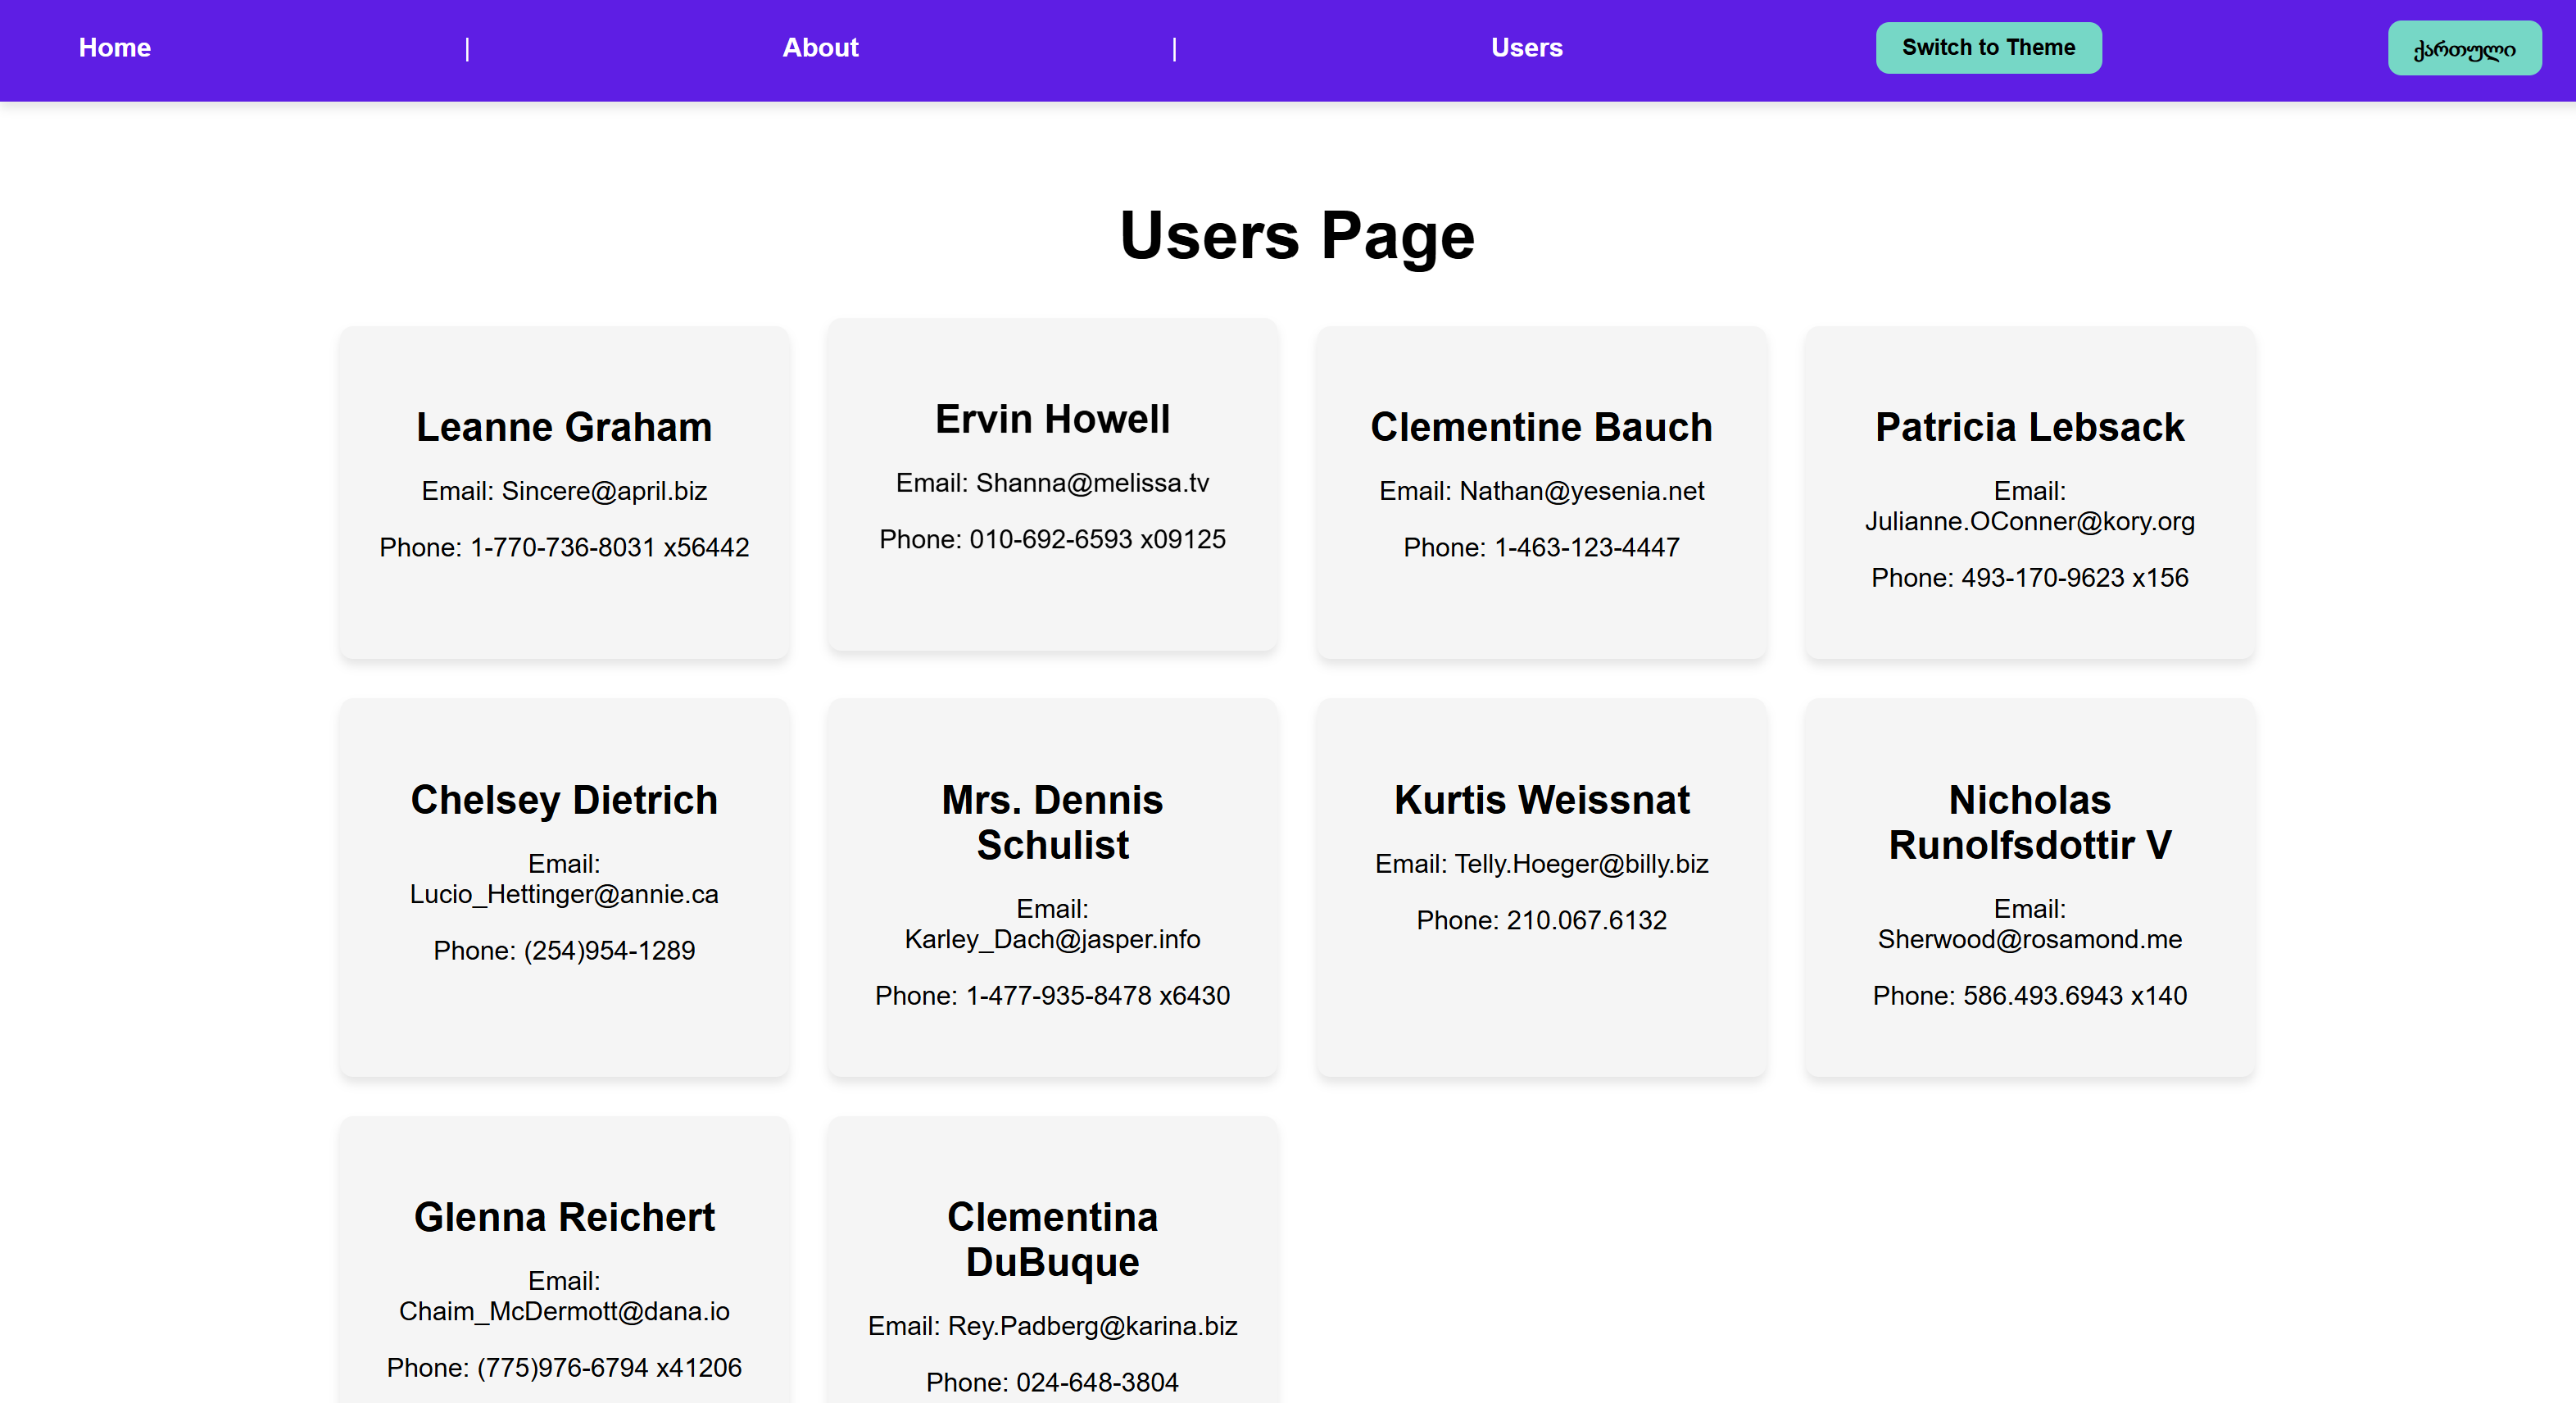 Home | About | Users Switch to Theme ქართული
Users Page
Leanne Graham
Email: Sincere@april.biz
Phone: 1-770-736-8031 x56442
Ervin Howell
Email: Shanna@melissa.tv
Phone: 010-692-6593 x09125
Clementine Bauch
Email: Nathan@yesenia.net
Phone: 1-463-123-4447
Patricia Lebsack
Email:
Julianne.OConner@kory.org
Phone: 493-170-9623 x156
Chelsey Dietrich
Email:
Lucio_Hettinger@annie.ca
Phone: (254)954-1289
Mrs. Dennis
Schulist
Email:
Karley_Dach@jasper.info
Phone: 1-477-935-8478 x6430
Kurtis Weissnat
Email: Telly.Hoeger@billy.biz
Phone: 210.067.6132
Nicholas
Runolfsdottir V
Email:
Sherwood@rosamond.me
Phone: 586.493.6943 x140
Glenna Reichert
Email:
Chaim_McDermott@dana.io
Phone: (775)976-6794 x41206
Clementina
DuBuque
Email: Rey.Padberg@karina.biz
Phone: 024-648-3804